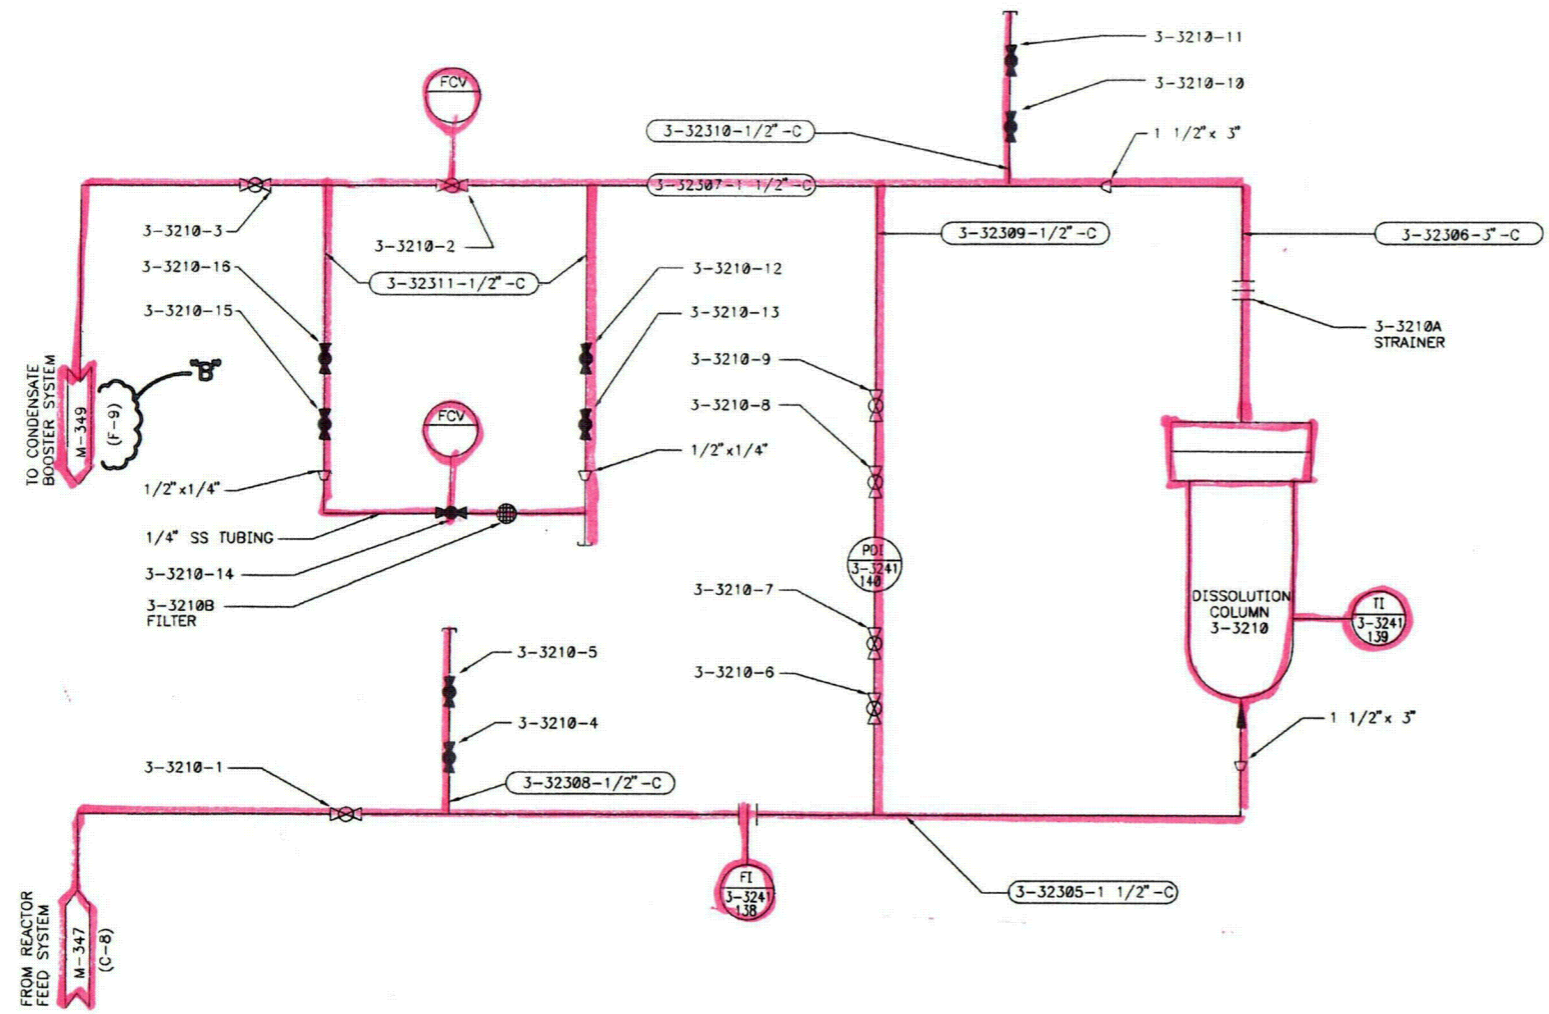 3-3210-11
3-3210-10
FCV
3-32310-1/2"-C
1 1/2"x 3"
3-32307-1 1/2"-C
3-3210-3
3-3210-2
3-32309-1/2"-C
3-32306-3"-C
3-3210-16
3-32311-1/2"-C
3-3210-12
3-3210-15
3-3210-13
3-3210A
STRAINER
3-3210-9
B
TO CONDENSATE
BOOSTER SYSTEM
M-349
(F-9)
3-3210-8
FCV
1/2"x1/4"
1/2"x1/4"
1/4" SS TUBING
PDI
3-3241
140
3-3210-14
3-3210-7
3-3210B
FILTER
DISSOLUTION
COLUMN
3-3210
TI
3-3241
139
3-3210-5
3-3210-6
3-3210-4
1 1/2"x 3"
3-3210-1
3-32308-1/2"-C
FI
3-3241
138
3-32305-1 1/2"-C
FROM REACTOR
FEED SYSTEM
M-347
(C-8)